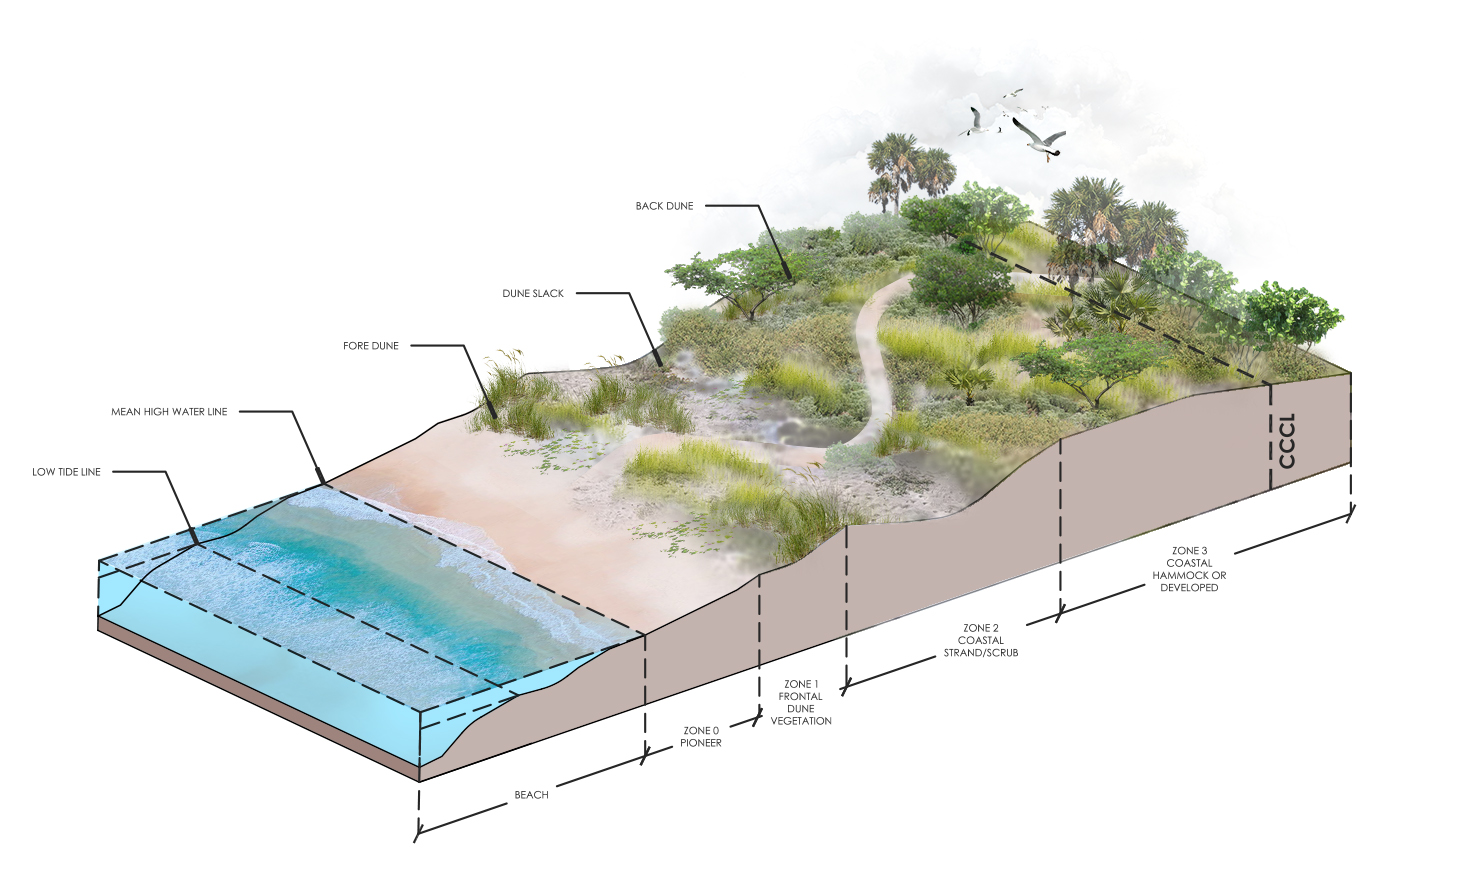 BACK DUNE
DUNE SLACK
FORE DUNE
MEAN HIGH WATER LINE
LOW TIDE LINE
CCCL
ZONE 3
COASTAL
HAMMOCK OR
DEVELOPED
ZONE 2
COASTAL
STRAND/SCRUB
ZONE 1
FRONTAL
DUNE
VEGETATION
ZONE 0
PIONEER
BEACH